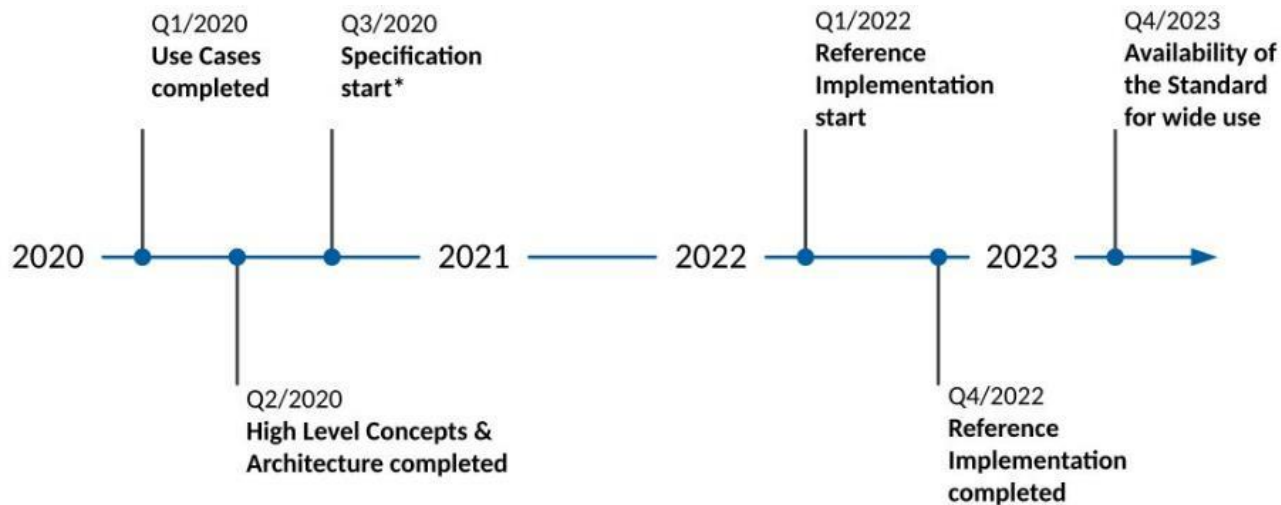 Q1/2020
Use Cases
completed
Q3/2020
Specification
start*
Q1/2022
Reference
Implementation
start
Q4/2023
Availability of
the Standard
for wide use
2020
2021
2022
2023
Q2/2020
High Level Concepts &
Architecture completed
Q4/2022
Reference
Implementation
completed